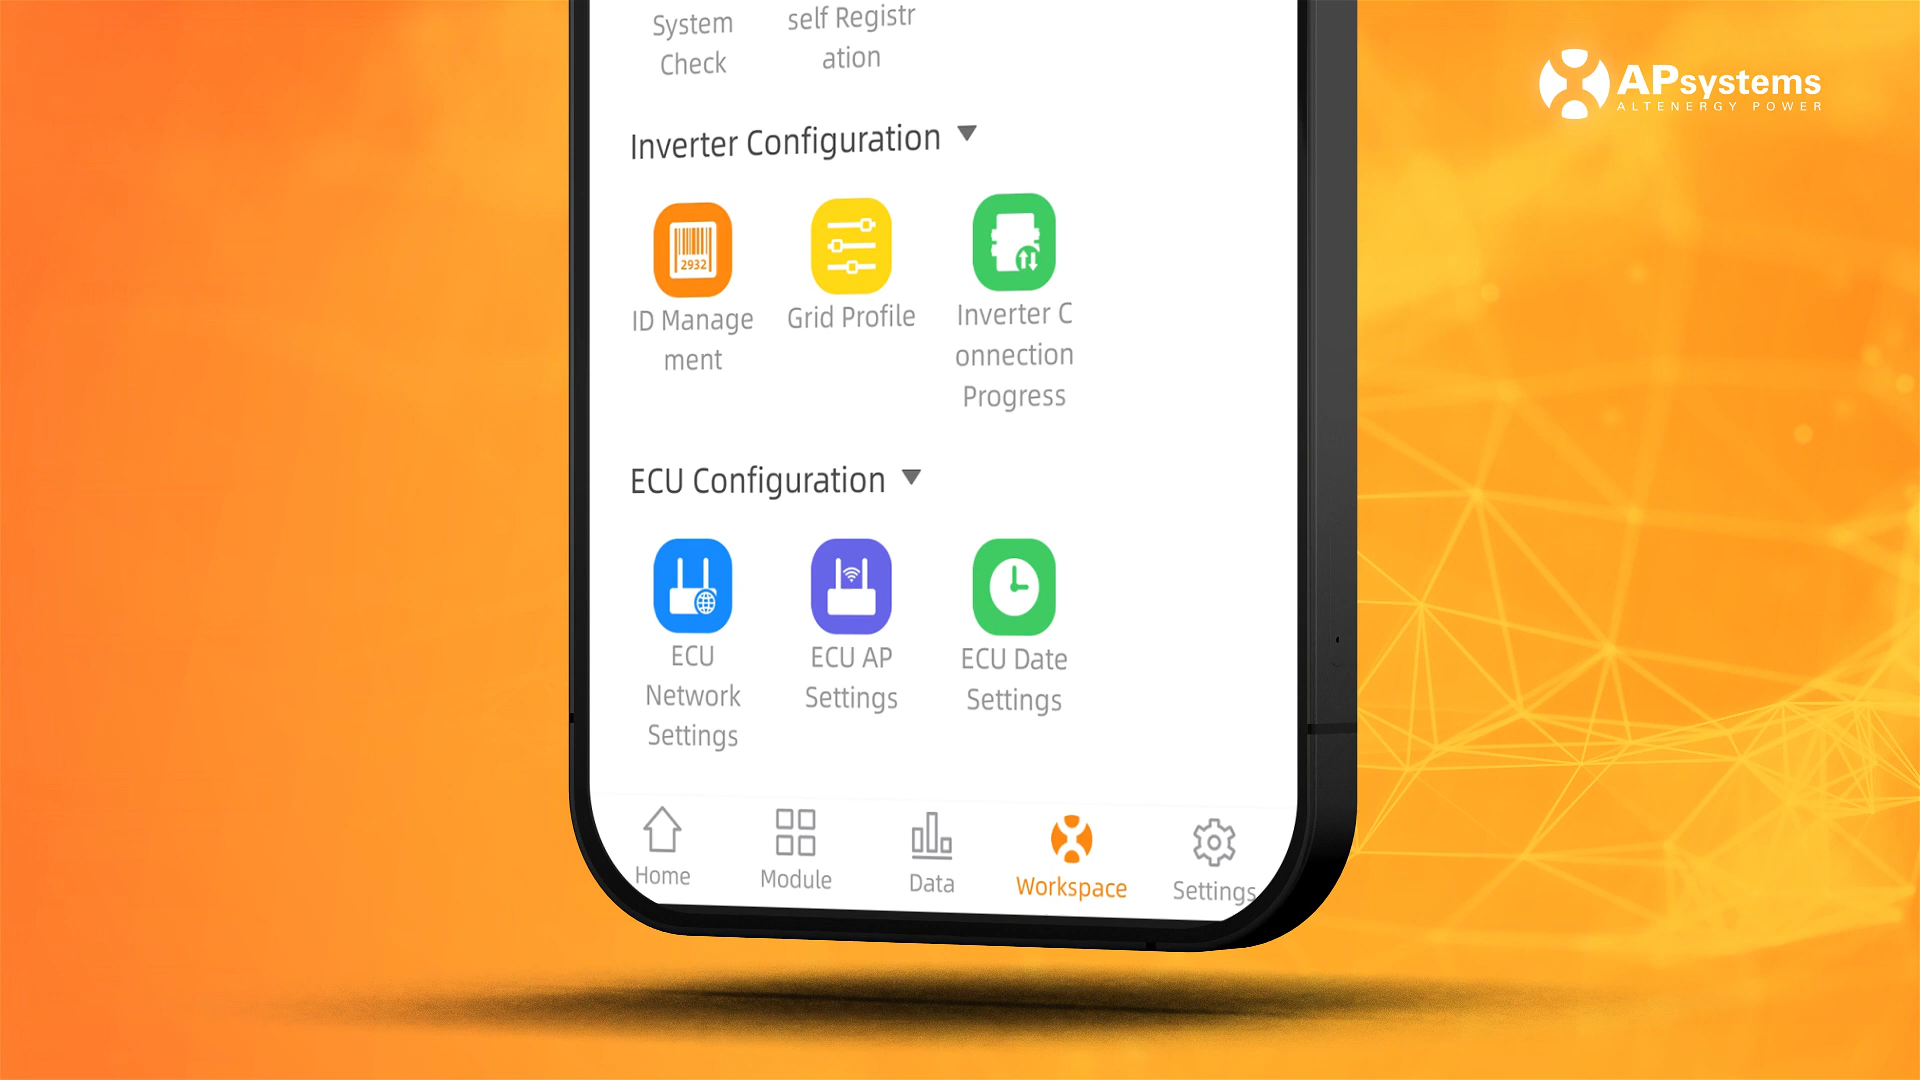 System
Check
self Registr
ation
APsystems
ALTENERGY POWER
Inverter Configuration
2932
ID Manage
ment
Grid Profile
Inverter C
onnection
Progress
ECU Configuration
ECU
Network
Settings
ECU AP
Settings
ECU Date
Settings
Home
Module
Data
Workspace
Settings